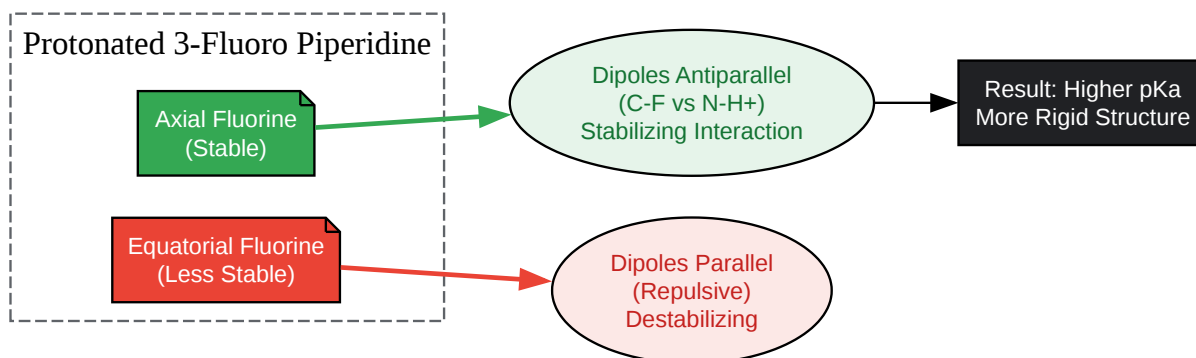 Protonated 3-Fluoro Piperidine
Axial Fluorine
(Stable)
Dipoles Antiparallel
(C-F vs N-H+)
Stabilizing Interaction
Result: Higher pKa
More Rigid Structure
Equatorial Fluorine
(Less Stable)
Dipoles Parallel
(Repulsive)
Destabilizing